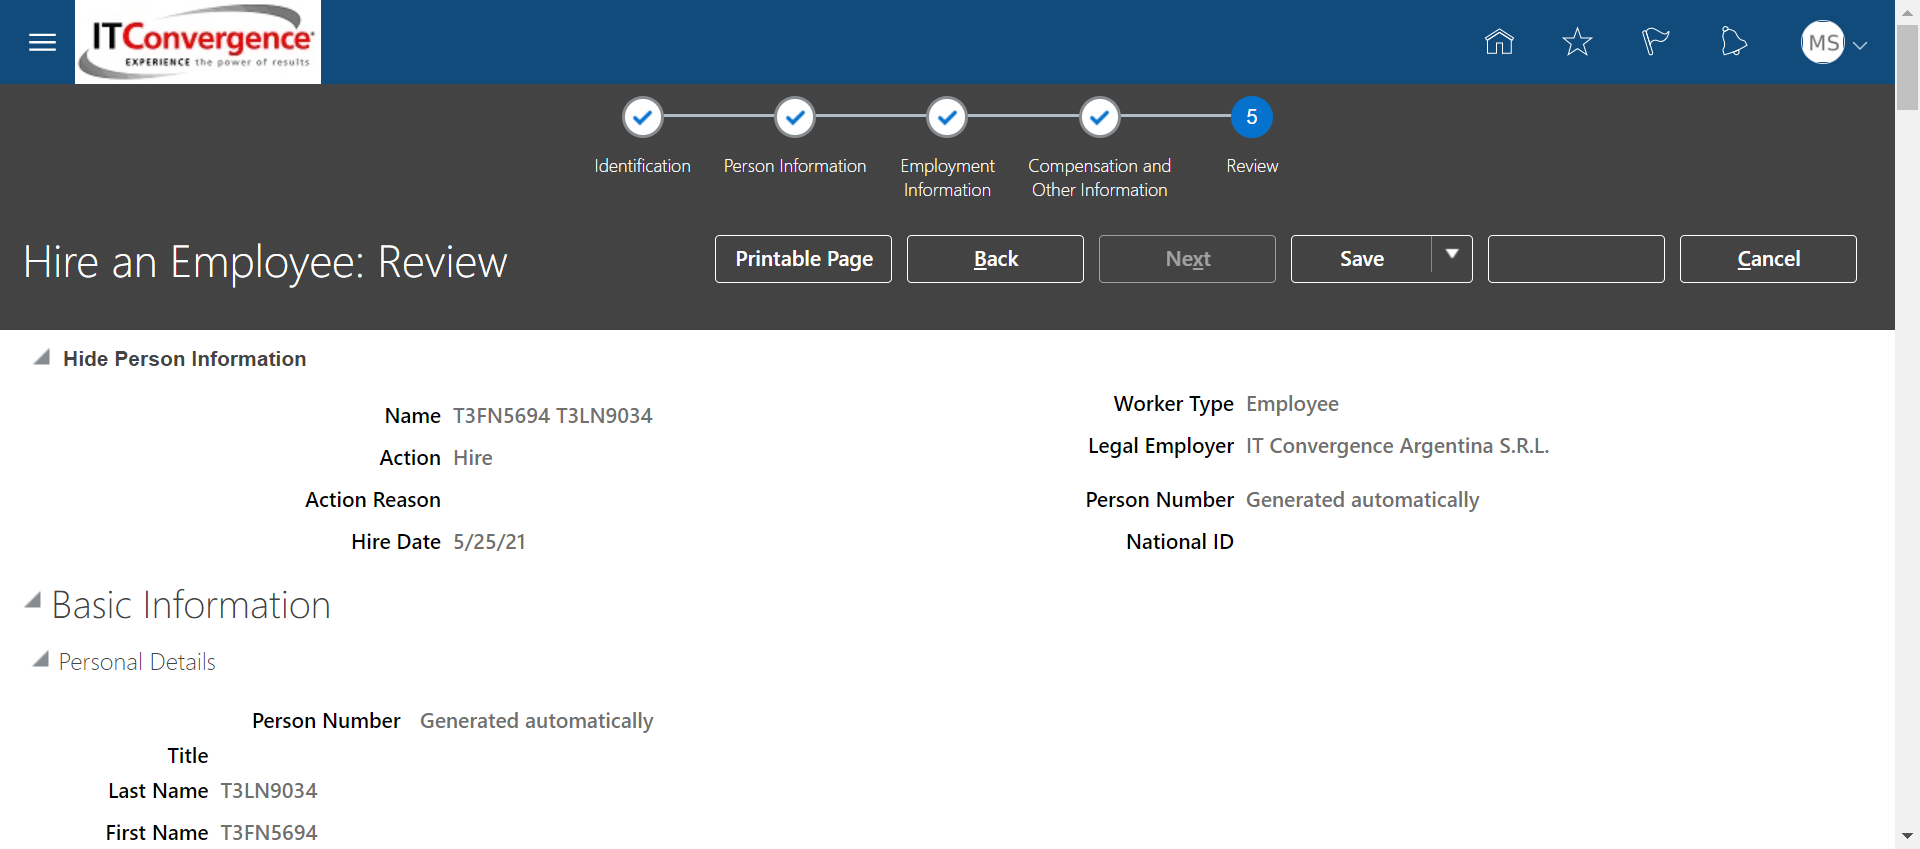 ITConvergence
EXPERIENCE the power of results
MS
5
Identification
Person Information
Employment
Information
Compensation and
Other Information
Review
Hire an Employee: Review
Printable Page
Back
Next
Save
Cancel
Hide Person Information
Name T3FN5694 T3LN9034
Action Hire
Action Reason
Hire Date 5/25/21
Worker Type Employee
Legal Employer IT Convergence Argentina S.R.L.
Person Number Generated automatically
National ID
Basic Information
Personal Details
Person Number Generated automatically
Title
Last Name T3LN9034
First Name T3FN5694